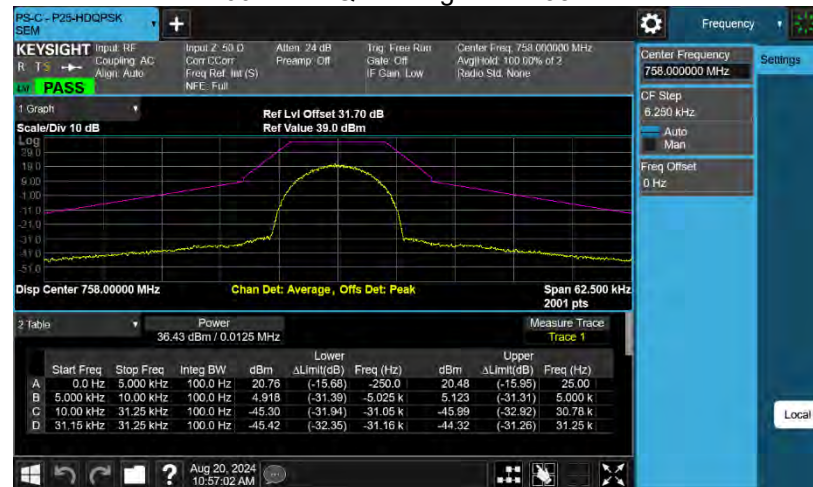 PS-C - P25-HDQPSK
SEM
Frequency
KEYSIGHT Input: RF Input Z: 50 Ω Atten: 24 dB Trig: Free Run Center Freq: 758.000000 MHz
R T S Coupling: AC Corr CCorr Preamp: Off Gate: Off Avg|Hold: 100.00% of 2
Align: Auto Freq Ref: Int (S) IF Gain: Low Radio Std: None
PASS NFE: Full
Center Frequency
758.000000 MHz
Settings
CF Step
6.250 kHz
Auto
Man
Freq Offset
0 Hz
1 Graph
Ref Lvl Offset 31.70 dB
Scale/Div 10 dB Ref Value 39.0 dBm
Log
29.0
19.0
9.00
-1.00
-11.0
-21.0
-31.0
-41.0
-51.0
Disp Center 758.00000 MHz Chan Det: Average, Offs Det: Peak Span 62.500 kHz
2001 pts
2 Table Power Measure Trace
36.43 dBm / 0.0125 MHz Trace 1
Lower Upper
Start Freq Stop Freq Integ BW dBm ΔLimit(dB) Freq (Hz) dBm ΔLimit(dB) Freq (Hz)
A 0.0 Hz 5.000 kHz 100.0 Hz 20.76 (-15.68) -250.0 20.48 (-15.95) 25.00
B 5.000 kHz 10.00 kHz 100.0 Hz 4.918 (-31.39) -5.025 k 5.123 (-31.31) 5.000 k
C 10.00 kHz 31.25 kHz 100.0 Hz -45.30 (-31.94) -31.05 k -45.99 (-32.92) 30.78 k
D 31.15 kHz 31.25 kHz 100.0 Hz -45.42 (-32.35) -31.16 k -44.32 (-31.26) 31.25 k
Local
Aug 20, 2024
10:57:02 AM